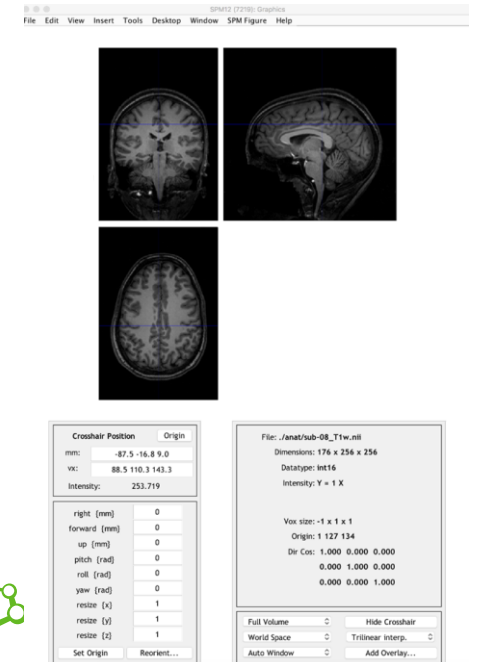 SPM12 (7219): Graphics
File Edit View Insert Tools Desktop Window SPM Figure Help
Crosshair Position Origin
mm: -87.5 -16.8 9.0
vx: 88.5 110.3 143.3
Intensity: 253.719
right {mm} 0
forward {mm} 0
up {mm} 0
pitch {rad} 0
roll {rad} 0
yaw {rad} 0
resize {x} 1
resize {y} 1
resize {z} 1
Set Origin Reorient...
File: ./anat/sub-08_T1w.nii
Dimensions: 176 x 256 x 256
Datatype: int16
Intensity: Y = 1 X
Vox size: -1 x 1 x 1
Origin: 1 127 134
Dir Cos: 1.000 0.000 0.000
0.000 1.000 0.000
0.000 0.000 1.000
Full Volume Hide Crosshair
World Space Trilinear interp.
Auto Window Add Overlay...